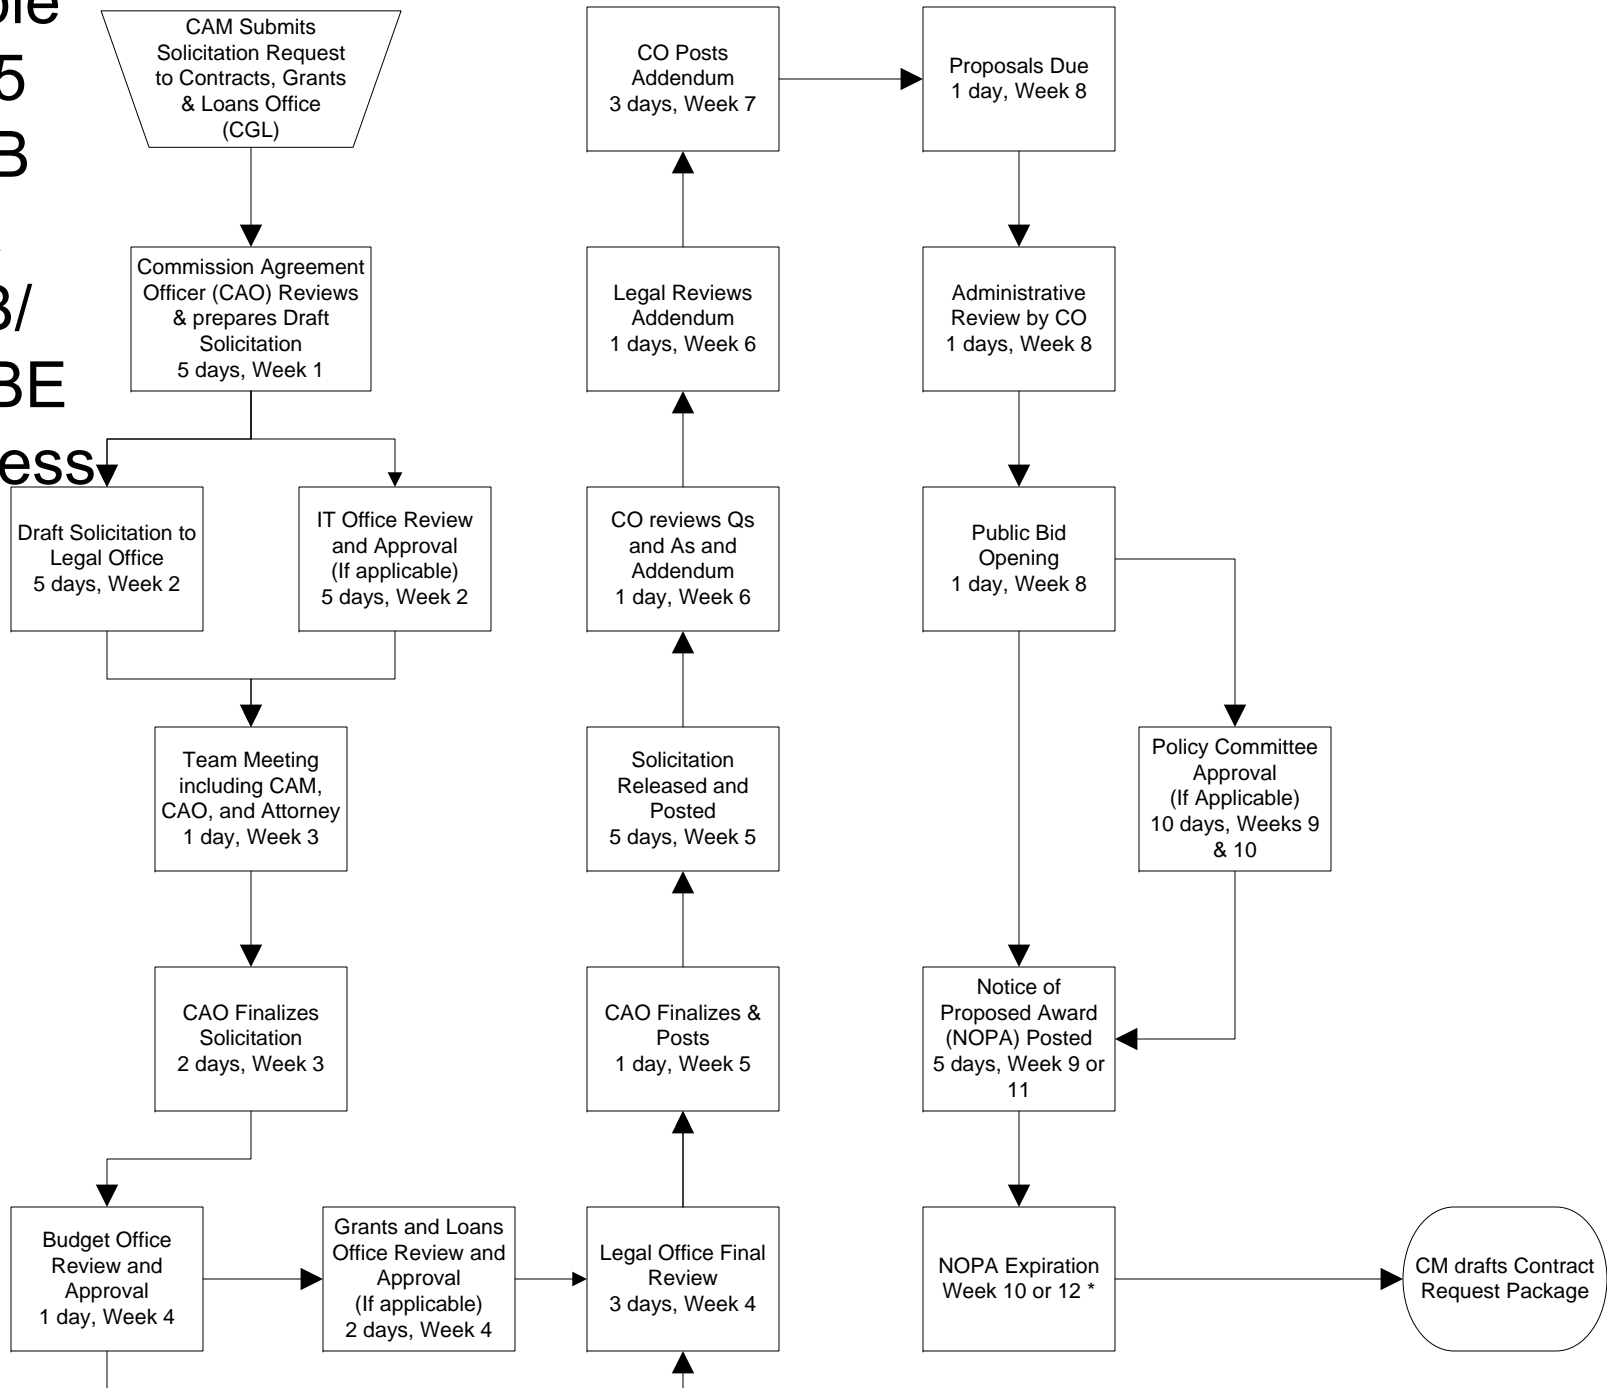 5
B
3/
BE
ess
CAM Submits
Solicitation Request
to Contracts, Grants
& Loans Office
(CGL)
Commission Agreement
Officer (CAO) Reviews
& prepares Draft
Solicitation
5 days, Week 1
Draft Solicitation to
Legal Office
5 days, Week 2
IT Office Review
and Approval
(If applicable)
5 days, Week 2
Team Meeting
including CAM,
CAO, and Attorney
1 day, Week 3
CAO Finalizes
Solicitation
2 days, Week 3
Budget Office
Review and
Approval
1 day, Week 4
Grants and Loans
Office Review and
Approval
(If applicable)
2 days, Week 4
Legal Office Final
Review
3 days, Week 4
CAO Finalizes &
Posts
1 day, Week 5
Solicitation
Released and
Posted
5 days, Week 5
CO reviews Qs
and As and
Addendum
1 day, Week 6
Legal Reviews
Addendum
1 days, Week 6
CO Posts
Addendum
3 days, Week 7
Proposals Due
1 day, Week 8
Administrative
Review by CO
1 days, Week 8
Public Bid
Opening
1 day, Week 8
Policy Committee
Approval
(If Applicable)
10 days, Weeks 9
& 10
Notice of
Proposed Award
(NOPA) Posted
5 days, Week 9 or
11
NOPA Expiration
Week 10 or 12 *
CM drafts Contract
Request Package